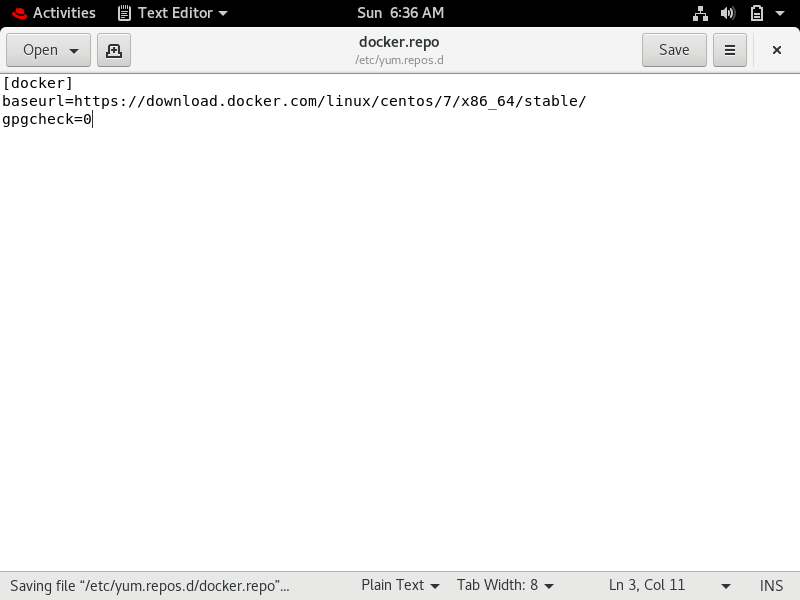 Activities Text Editor Sun 6:36 AM
Open docker.repo Save
/etc/yum.repos.d
[docker]
baseurl=https://download.docker.com/linux/centos/7/x86_64/stable/
gpgcheck=0
Saving file “/etc/yum.repos.d/docker.repo”... Plain Text Tab Width: 8 Ln 3, Col 11 INS